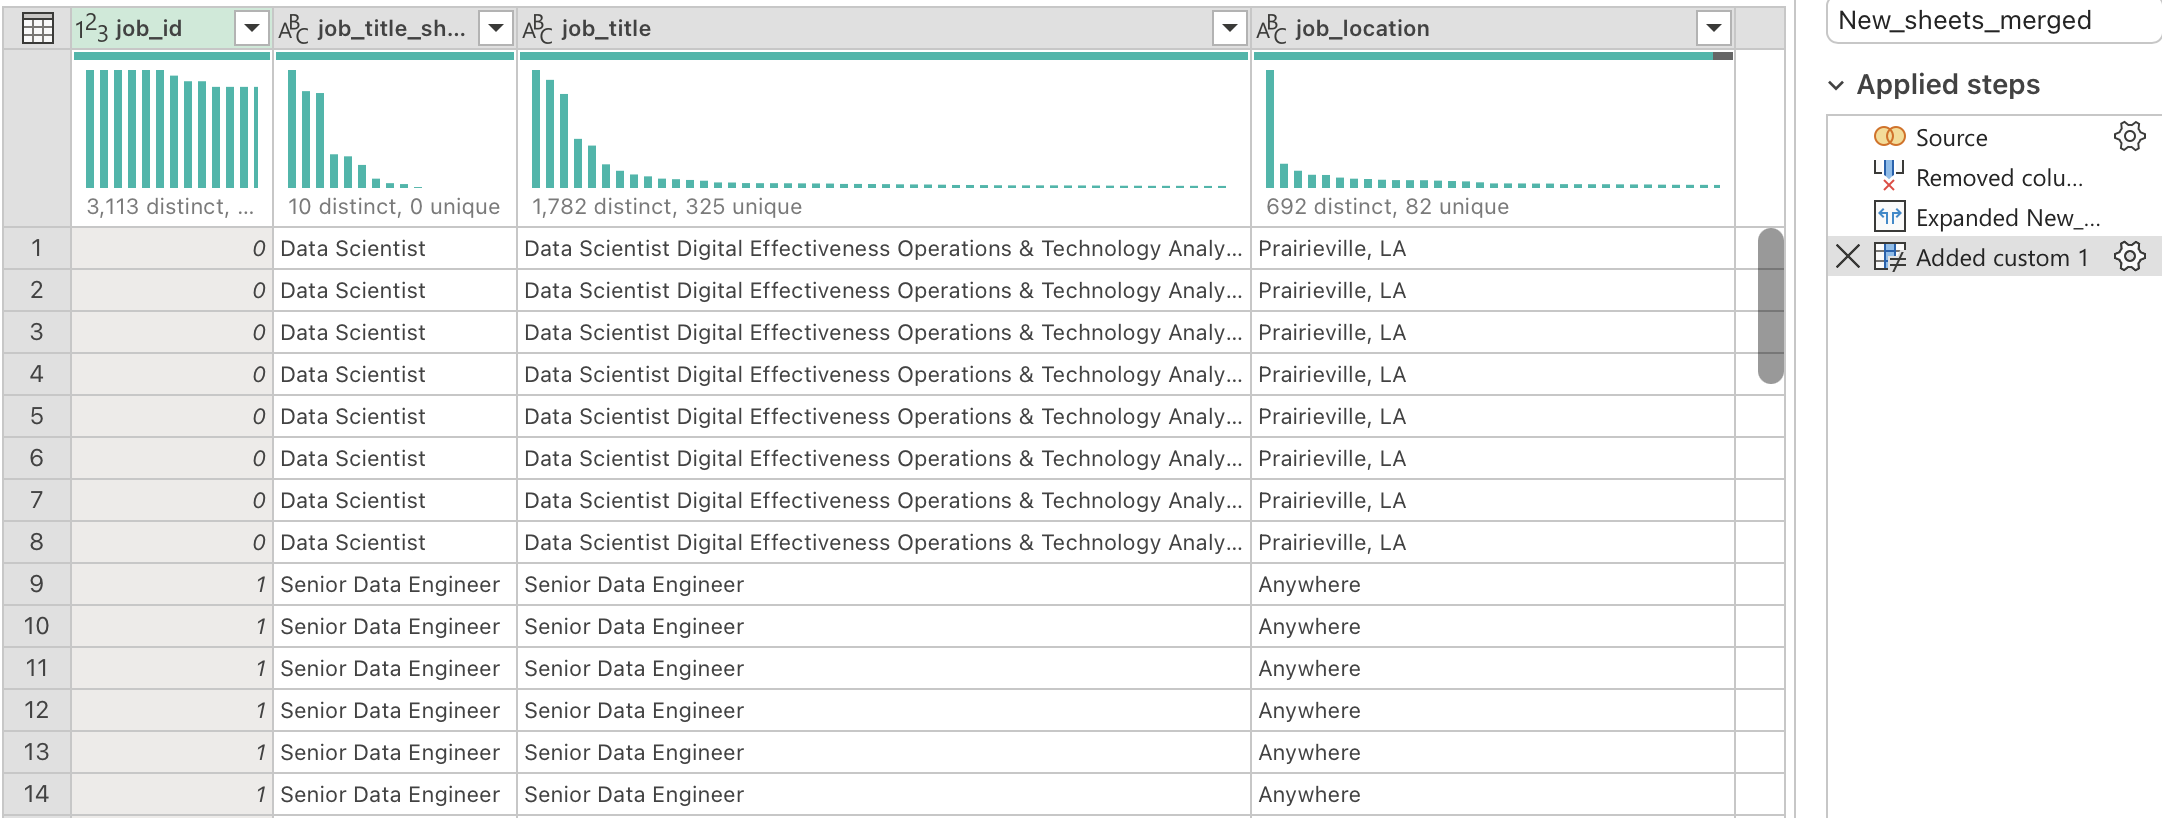 1²3 job_id ABC job_title_sh... ABC job_title ABC job_location
3,113 distinct, ... 10 distinct, 0 unique 1,782 distinct, 325 unique 692 distinct, 82 unique
1 0 Data Scientist Data Scientist Digital Effectiveness Operations & Technology Analy... Prairieville, LA
2 0 Data Scientist Data Scientist Digital Effectiveness Operations & Technology Analy... Prairieville, LA
3 0 Data Scientist Data Scientist Digital Effectiveness Operations & Technology Analy... Prairieville, LA
4 0 Data Scientist Data Scientist Digital Effectiveness Operations & Technology Analy... Prairieville, LA
5 0 Data Scientist Data Scientist Digital Effectiveness Operations & Technology Analy... Prairieville, LA
6 0 Data Scientist Data Scientist Digital Effectiveness Operations & Technology Analy... Prairieville, LA
7 0 Data Scientist Data Scientist Digital Effectiveness Operations & Technology Analy... Prairieville, LA
8 0 Data Scientist Data Scientist Digital Effectiveness Operations & Technology Analy... Prairieville, LA
9 1 Senior Data Engineer Senior Data Engineer Anywhere
10 1 Senior Data Engineer Senior Data Engineer Anywhere
11 1 Senior Data Engineer Senior Data Engineer Anywhere
12 1 Senior Data Engineer Senior Data Engineer Anywhere
13 1 Senior Data Engineer Senior Data Engineer Anywhere
14 1 Senior Data Engineer Senior Data Engineer Anywhere
New_sheets_merged
Applied steps
Source
Removed colu...
Expanded New_...
Added custom 1